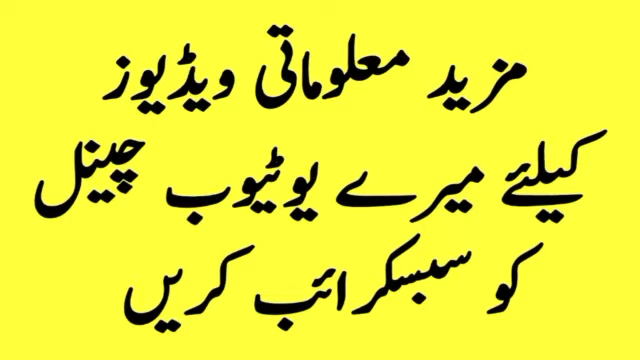 مزید معلوماتی ویڈیوز
کیلئے میرے یوٹیوب چینل
کو سبسکرائب کریں